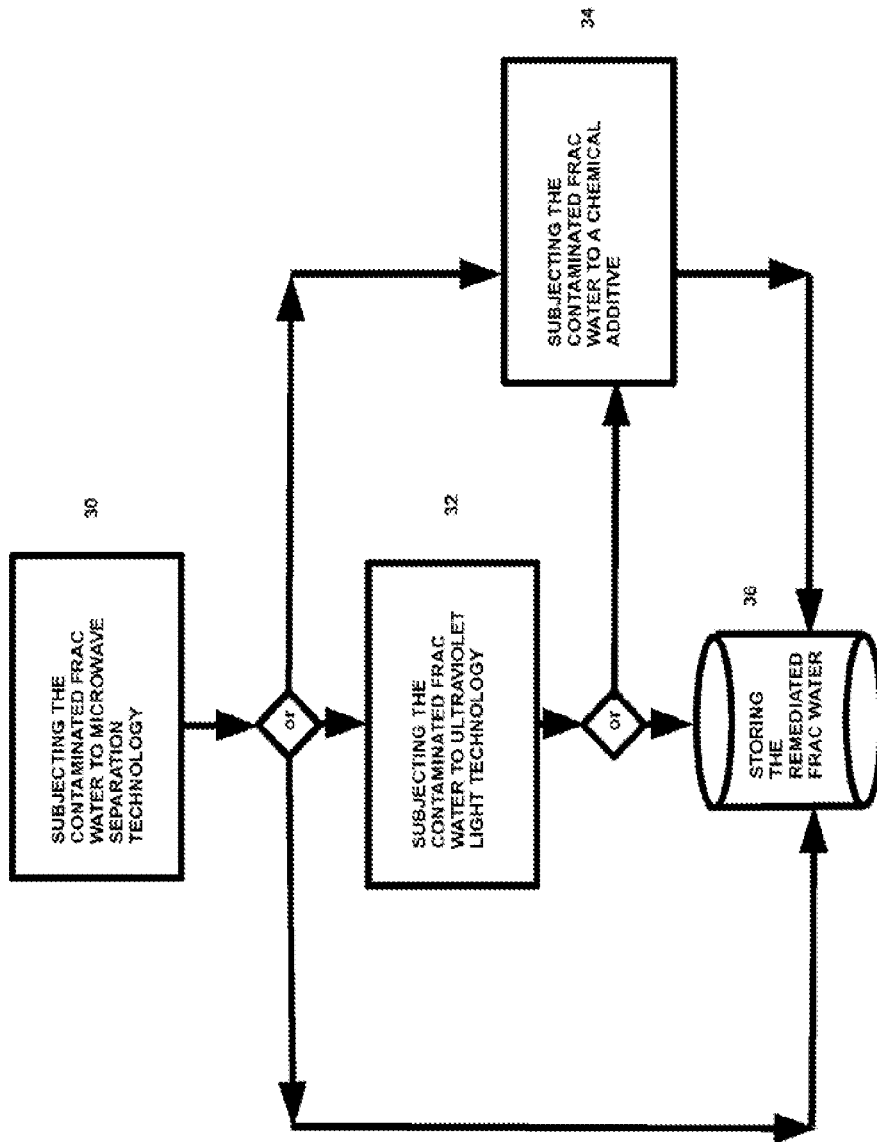 30
SUBJECTING THE
CONTAMINATED FRAC
WATER TO MICROWAVE
SEPARATION
TECHNOLOGY
or
32
SUBJECTING THE
CONTAMINATED FRAC
WATER TO ULTRAVIOLET
LIGHT TECHNOLOGY
or
34
SUBJECTING THE
CONTAMINATED FRAC
WATER TO A CHEMICAL
ADDITIVE
36
STORING
THE
REMEDIATED
FRAC WATER